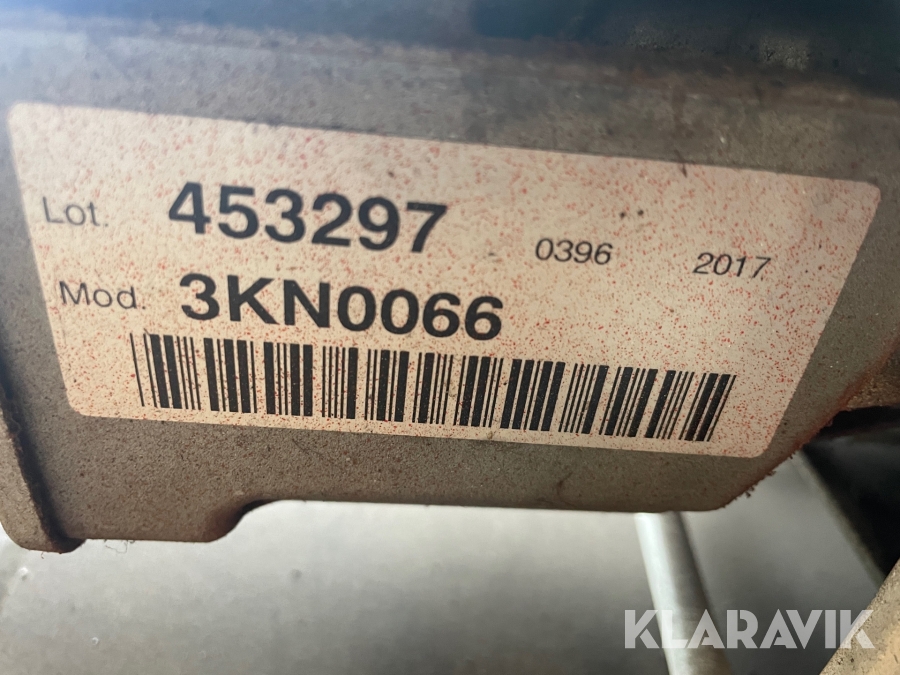 Lot. 453297 0396 2017
Mod. 3KN0066
KLARAVIK